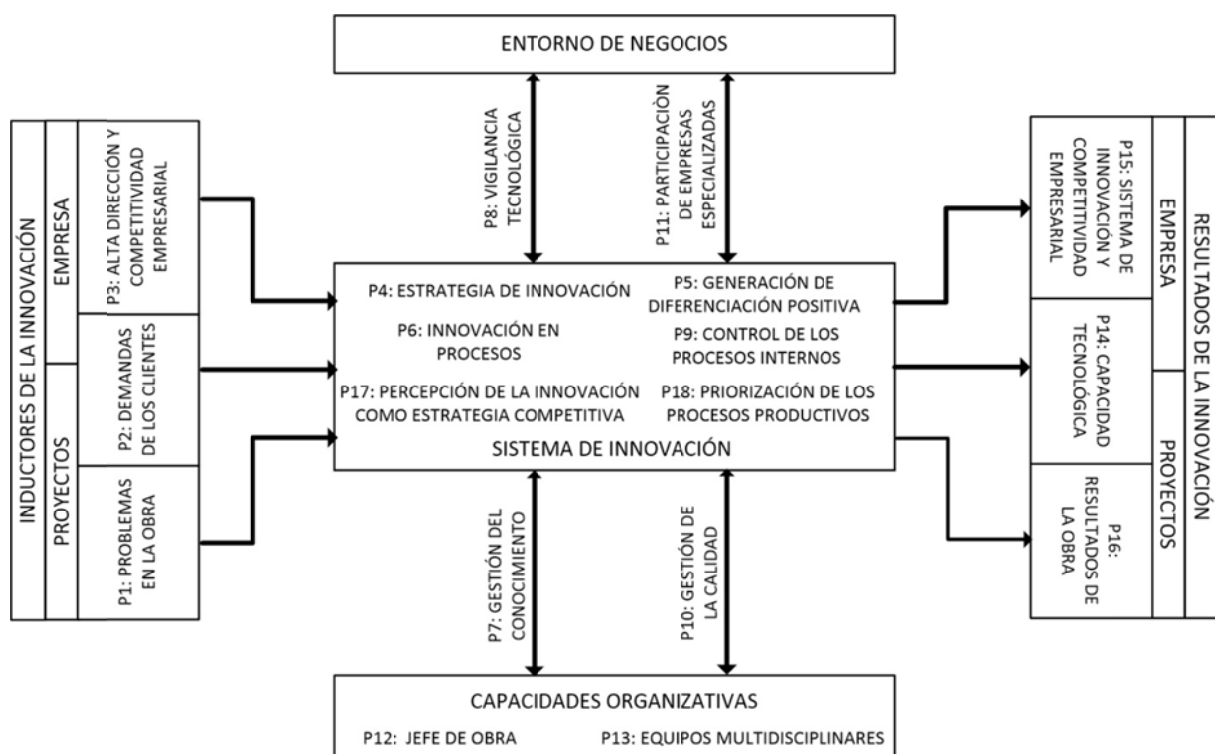 ENTORNO DE NEGOCIOS
P8: VIGILANCIA
TECNOLÓGICA
P11: PARTICIPACIÓN
DE EMPRESAS
ESPECIALIZADAS
INDUCTORES DE LA INNOVACIÓN
EMPRESA
PROYECTOS
P3: ALTA DIRECCIÓN Y
COMPETITIVIDAD
EMPRESARIAL
P2: DEMANDAS
DE LOS CLIENTES
P1: PROBLEMAS
EN LA OBRA
P4: ESTRATEGIA DE INNOVACIÓN
P5: GENERACIÓN DE
DIFERENCIACIÓN POSITIVA
P6: INNOVACIÓN EN
PROCESOS
P9: CONTROL DE LOS
PROCESOS INTERNOS
P17: PERCEPCIÓN DE LA INNOVACIÓN
COMO ESTRATEGIA COMPETITIVA
P18: PRIORIZACIÓN DE LOS
PROCESOS PRODUCTIVOS
SISTEMA DE INNOVACIÓN
P15: SISTEMA DE
INNOVACIÓN Y
COMPETITIVIDAD
EMPRESARIAL
P14: CAPACIDAD
TECNOLÓGICA
P16:
RESULTADOS DE
LA OBRA
EMPRESA
PROYECTOS
RESULTADOS DE LA INNOVACIÓN
P7: GESTIÓN DEL
CONOCIMIENTO
P10: GESTIÓN DE
LA CALIDAD
CAPACIDADES ORGANIZATIVAS
P12: JEFE DE OBRA
P13: EQUIPOS MULTIDISCIPLINARES